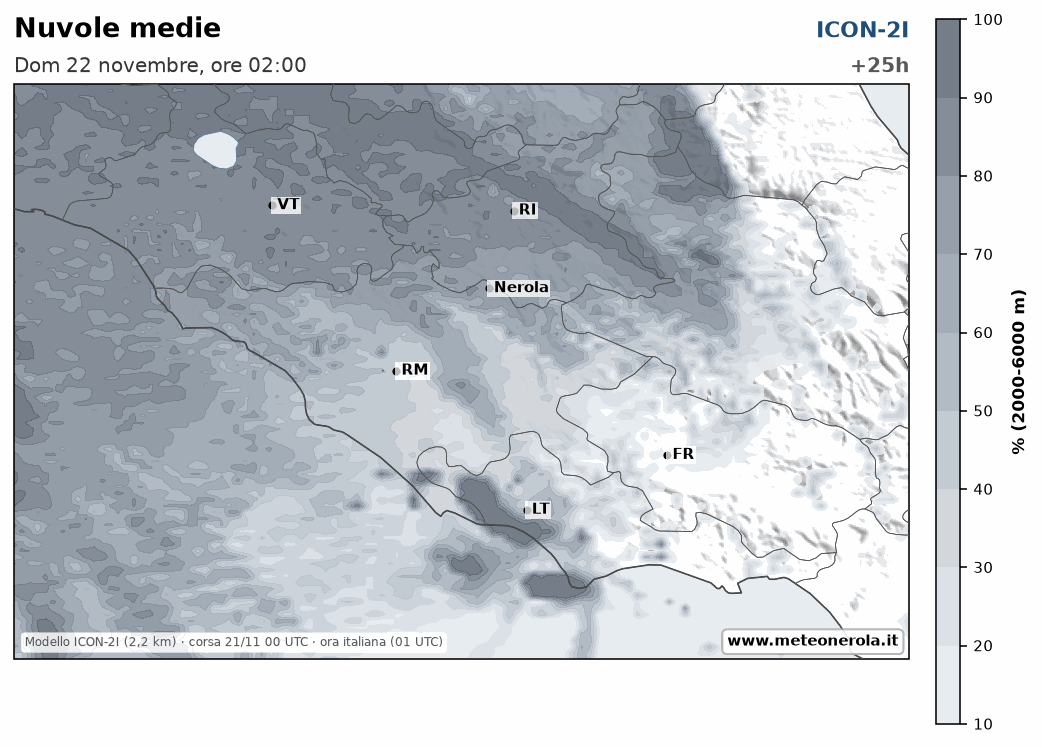 Nuvole medie
ICON-2I
Dom 22 novembre, ore 02:00
+25h
VT
RI
Nerola
RM
FR
LT
Modello ICON-2I (2,2 km) · corsa 21/11 00 UTC · ora italiana (01 UTC)
www.meteonerola.it
100
90
80
70
60
50
40
30
20
10
% (2000-6000 m)